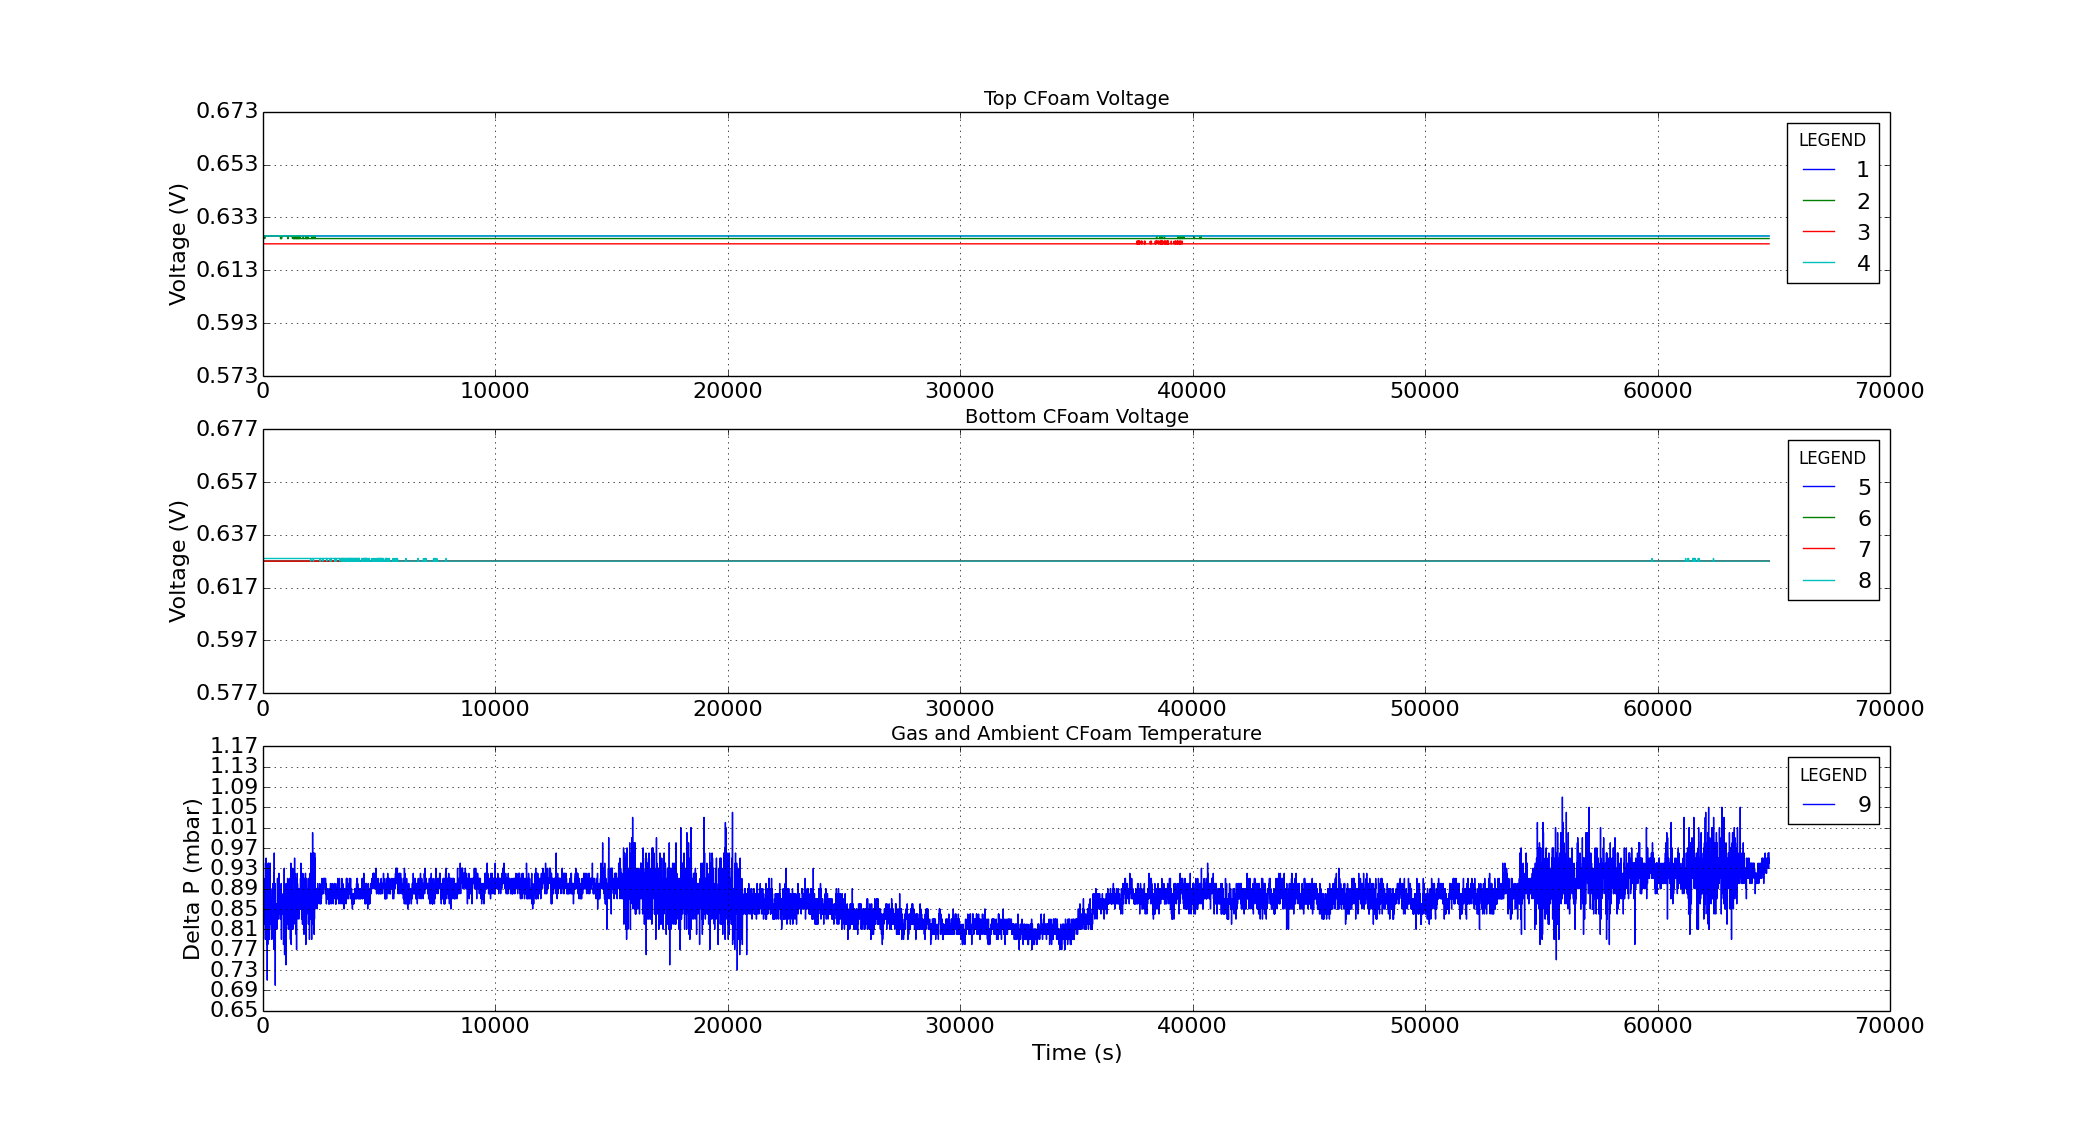 Top CFoam Voltage
0.673
0.653
0.633
0.613
0.593
0.573
Voltage (V)
0 10000 20000 30000 40000 50000 60000 70000
LEGEND
1
2
3
4
Bottom CFoam Voltage
0.677
0.657
0.637
0.617
0.597
0.577
Voltage (V)
0 10000 20000 30000 40000 50000 60000 70000
LEGEND
5
6
7
8
Gas and Ambient CFoam Temperature
1.17
1.13
1.09
1.05
1.01
0.97
0.93
0.89
0.85
0.81
0.77
0.73
0.69
0.65
Delta P (mbar)
0 10000 20000 30000 40000 50000 60000 70000
LEGEND
9
Time (s)